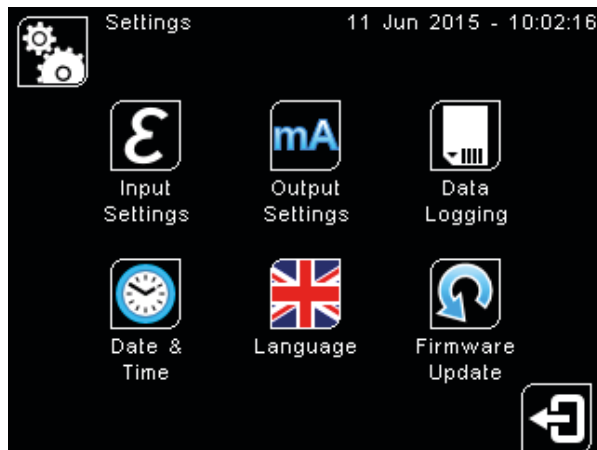 Settings
11 Jun 2015 - 10:02:16
ε
mA
Input
Settings
Output
Settings
Data
Logging
Date &
Time
Language
Firmware
Update